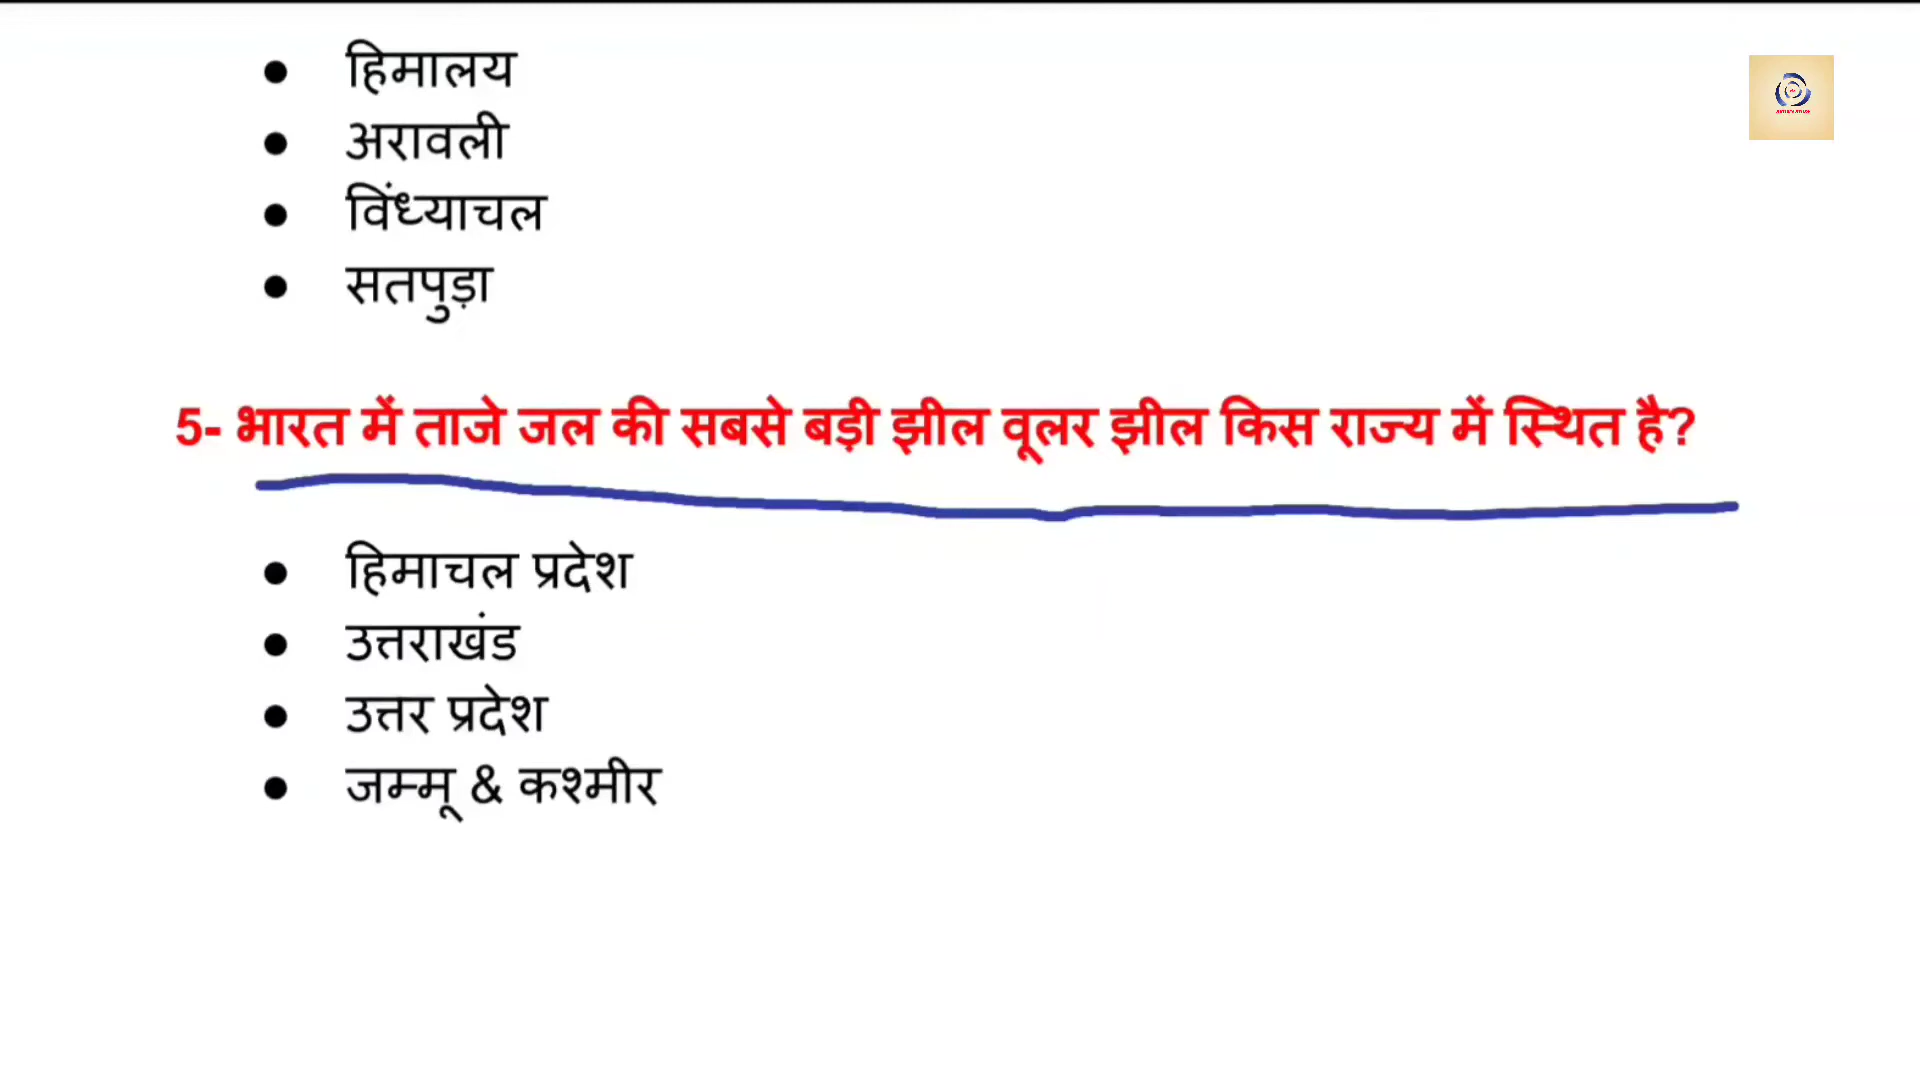 ● हिमालय
● अरावली
● विंध्याचल
● सतपुड़ा
5- भारत में ताजे जल की सबसे बड़ी झील वूलर झील किस राज्य में स्थित है?
● हिमाचल प्रदेश
● उत्तराखंड
● उत्तर प्रदेश
● जम्मू & कश्मीर